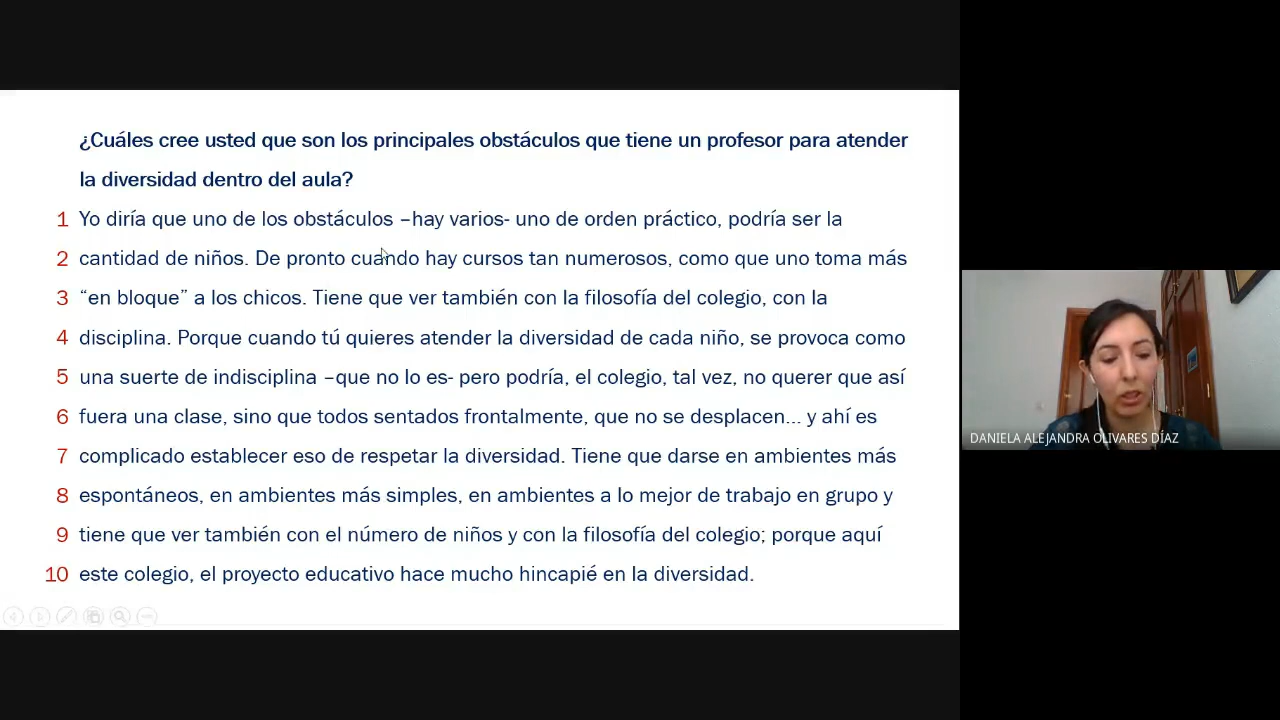 ¿Cuáles cree usted que son los principales obstáculos que tiene un profesor para atender
la diversidad dentro del aula?
1 Yo diría que uno de los obstáculos –hay varios- uno de orden práctico, podría ser la
2 cantidad de niños. De pronto cuando hay cursos tan numerosos, como que uno toma más
3 “en bloque” a los chicos. Tiene que ver también con la filosofía del colegio, con la
4 disciplina. Porque cuando tú quieres atender la diversidad de cada niño, se provoca como
5 una suerte de indisciplina –que no lo es- pero podría, el colegio, tal vez, no querer que así
6 fuera una clase, sino que todos sentados frontalmente, que no se desplacen... y ahí es
7 complicado establecer eso de respetar la diversidad. Tiene que darse en ambientes más
8 espontáneos, en ambientes más simples, en ambientes a lo mejor de trabajo en grupo y
9 tiene que ver también con el número de niños y con la filosofía del colegio; porque aquí
10 este colegio, el proyecto educativo hace mucho hincapié en la diversidad.
DANIELA ALEJANDRA OLIVARES DÍAZ